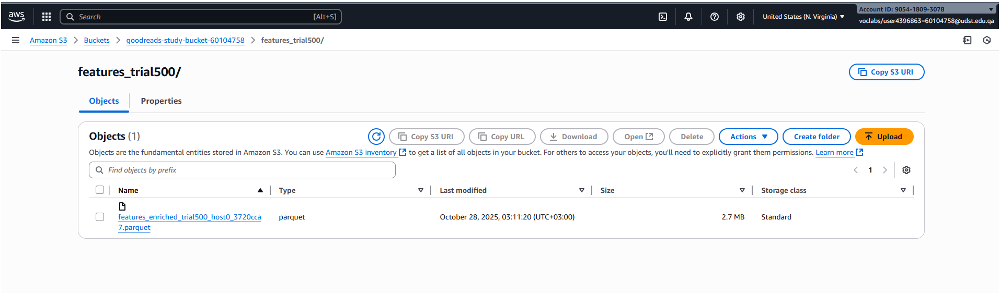 aws
Search [Alt+S]
United States (N. Virginia)
Account ID: 9054-1809-3078
voclabs/user4396863=60104758@udst.edu.qa
Amazon S3 > Buckets > goodreads-study-bucket-60104758 > features_trial500/
features_trial500/
Copy S3 URI
Objects Properties
Objects (1)
Copy S3 URI Copy URL Download Open Delete Actions Create folder Upload
Objects are the fundamental entities stored in Amazon S3. You can use Amazon S3 inventory to get a list of all objects in your bucket. For others to access your objects, you'll need to explicitly grant them permissions. Learn more
Find objects by prefix
1
Name Type Last modified Size Storage class
features_enriched_trial500_host0_3720cca
7.parquet
parquet October 28, 2025, 03:11:20 (UTC+03:00) 2.7 MB Standard